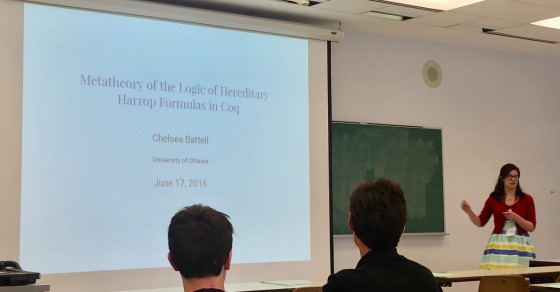 Metatheory of the Logic of Hereditary
Harrop Formulas in Coq
Chelsea Battell
University of Ottawa
June 17, 2016